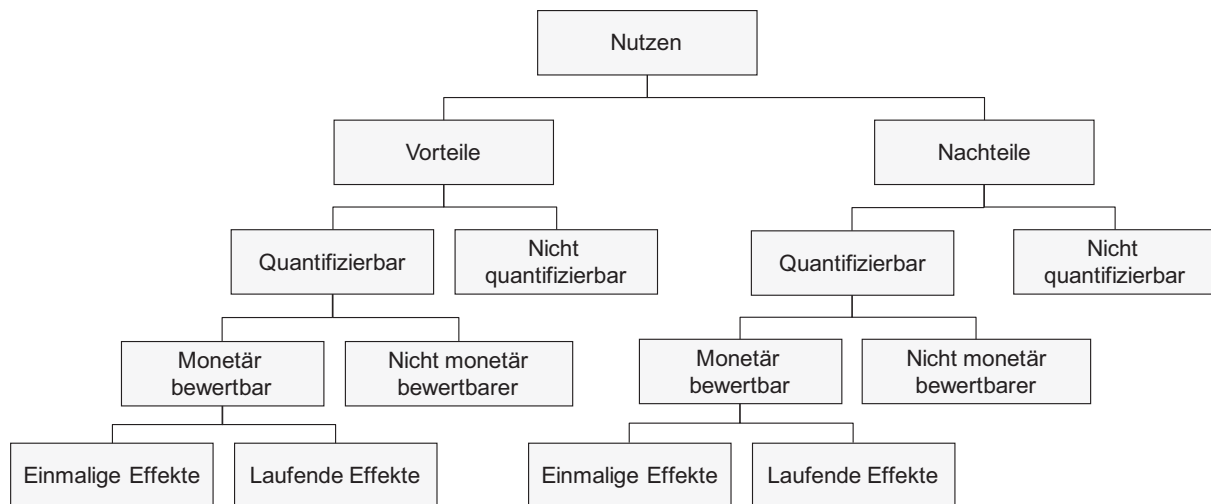 Nutzen
Vorteile
Nachteile
Quantifizierbar
Nicht
quantifizierbar
Quantifizierbar
Nicht
quantifizierbar
Monetär
bewertbar
Nicht monetär
bewertbarer
Monetär
bewertbar
Nicht monetär
bewertbarer
Einmalige Effekte
Laufende Effekte
Einmalige Effekte
Laufende Effekte